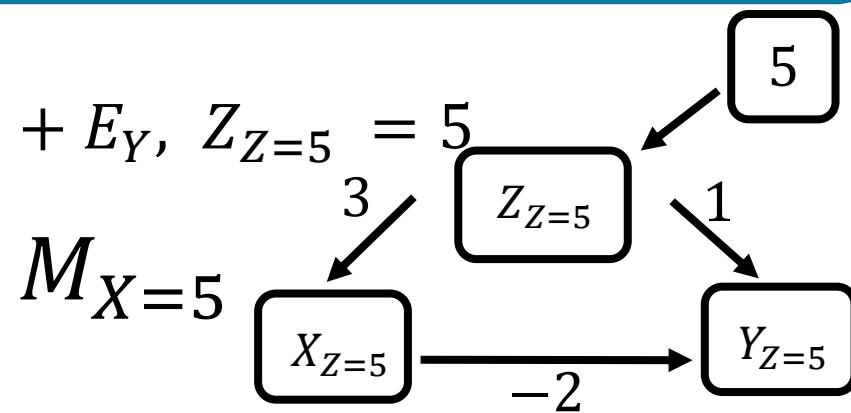 5
+ E_Y, Z_{Z=5} = 5
3
Z_{Z=5}
1
M_{X=5}
X_{Z=5}
Y_{Z=5}
−2